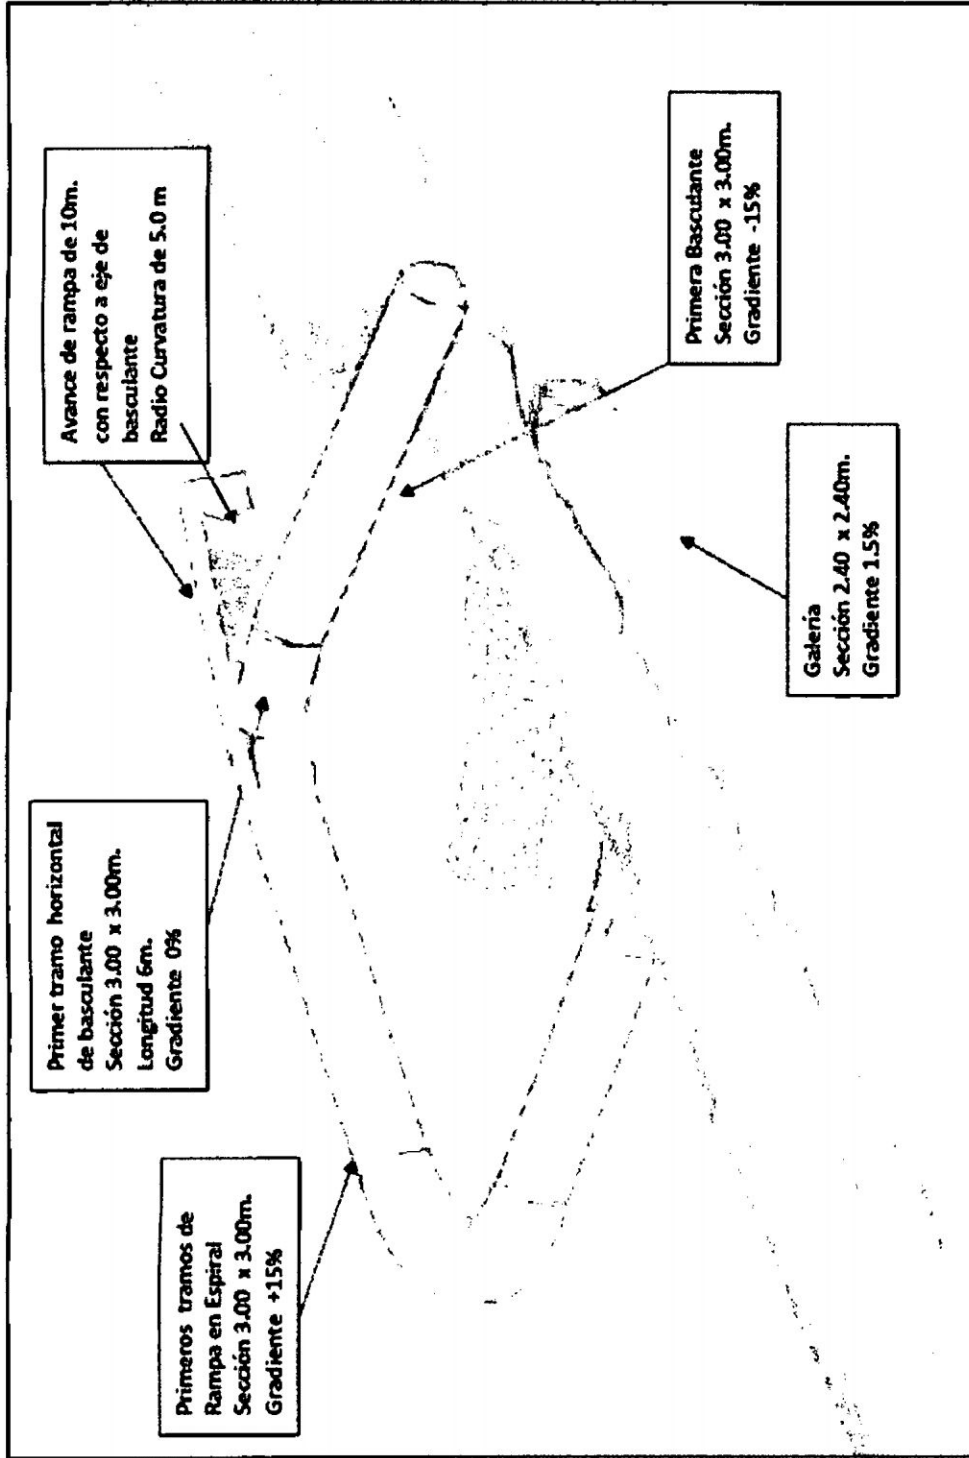 Primeros tramos de
Rampa en Espiral
Sección 3.00 x 3.00m.
Gradiente +15%
Primer tramo horizontal
de basculante
Sección 3.00 x 3.00m.
Longitud 6m.
Gradiente 0%
Avance de rampa de 10m.
con respecto a eje de
basculante
Radio Curvatura de 5.0 m
Galería
Sección 2.40 x 2.40m.
Gradiente 1.5%
Primera Basculante
Sección 3.00 x 3.00m.
Gradiente -15%